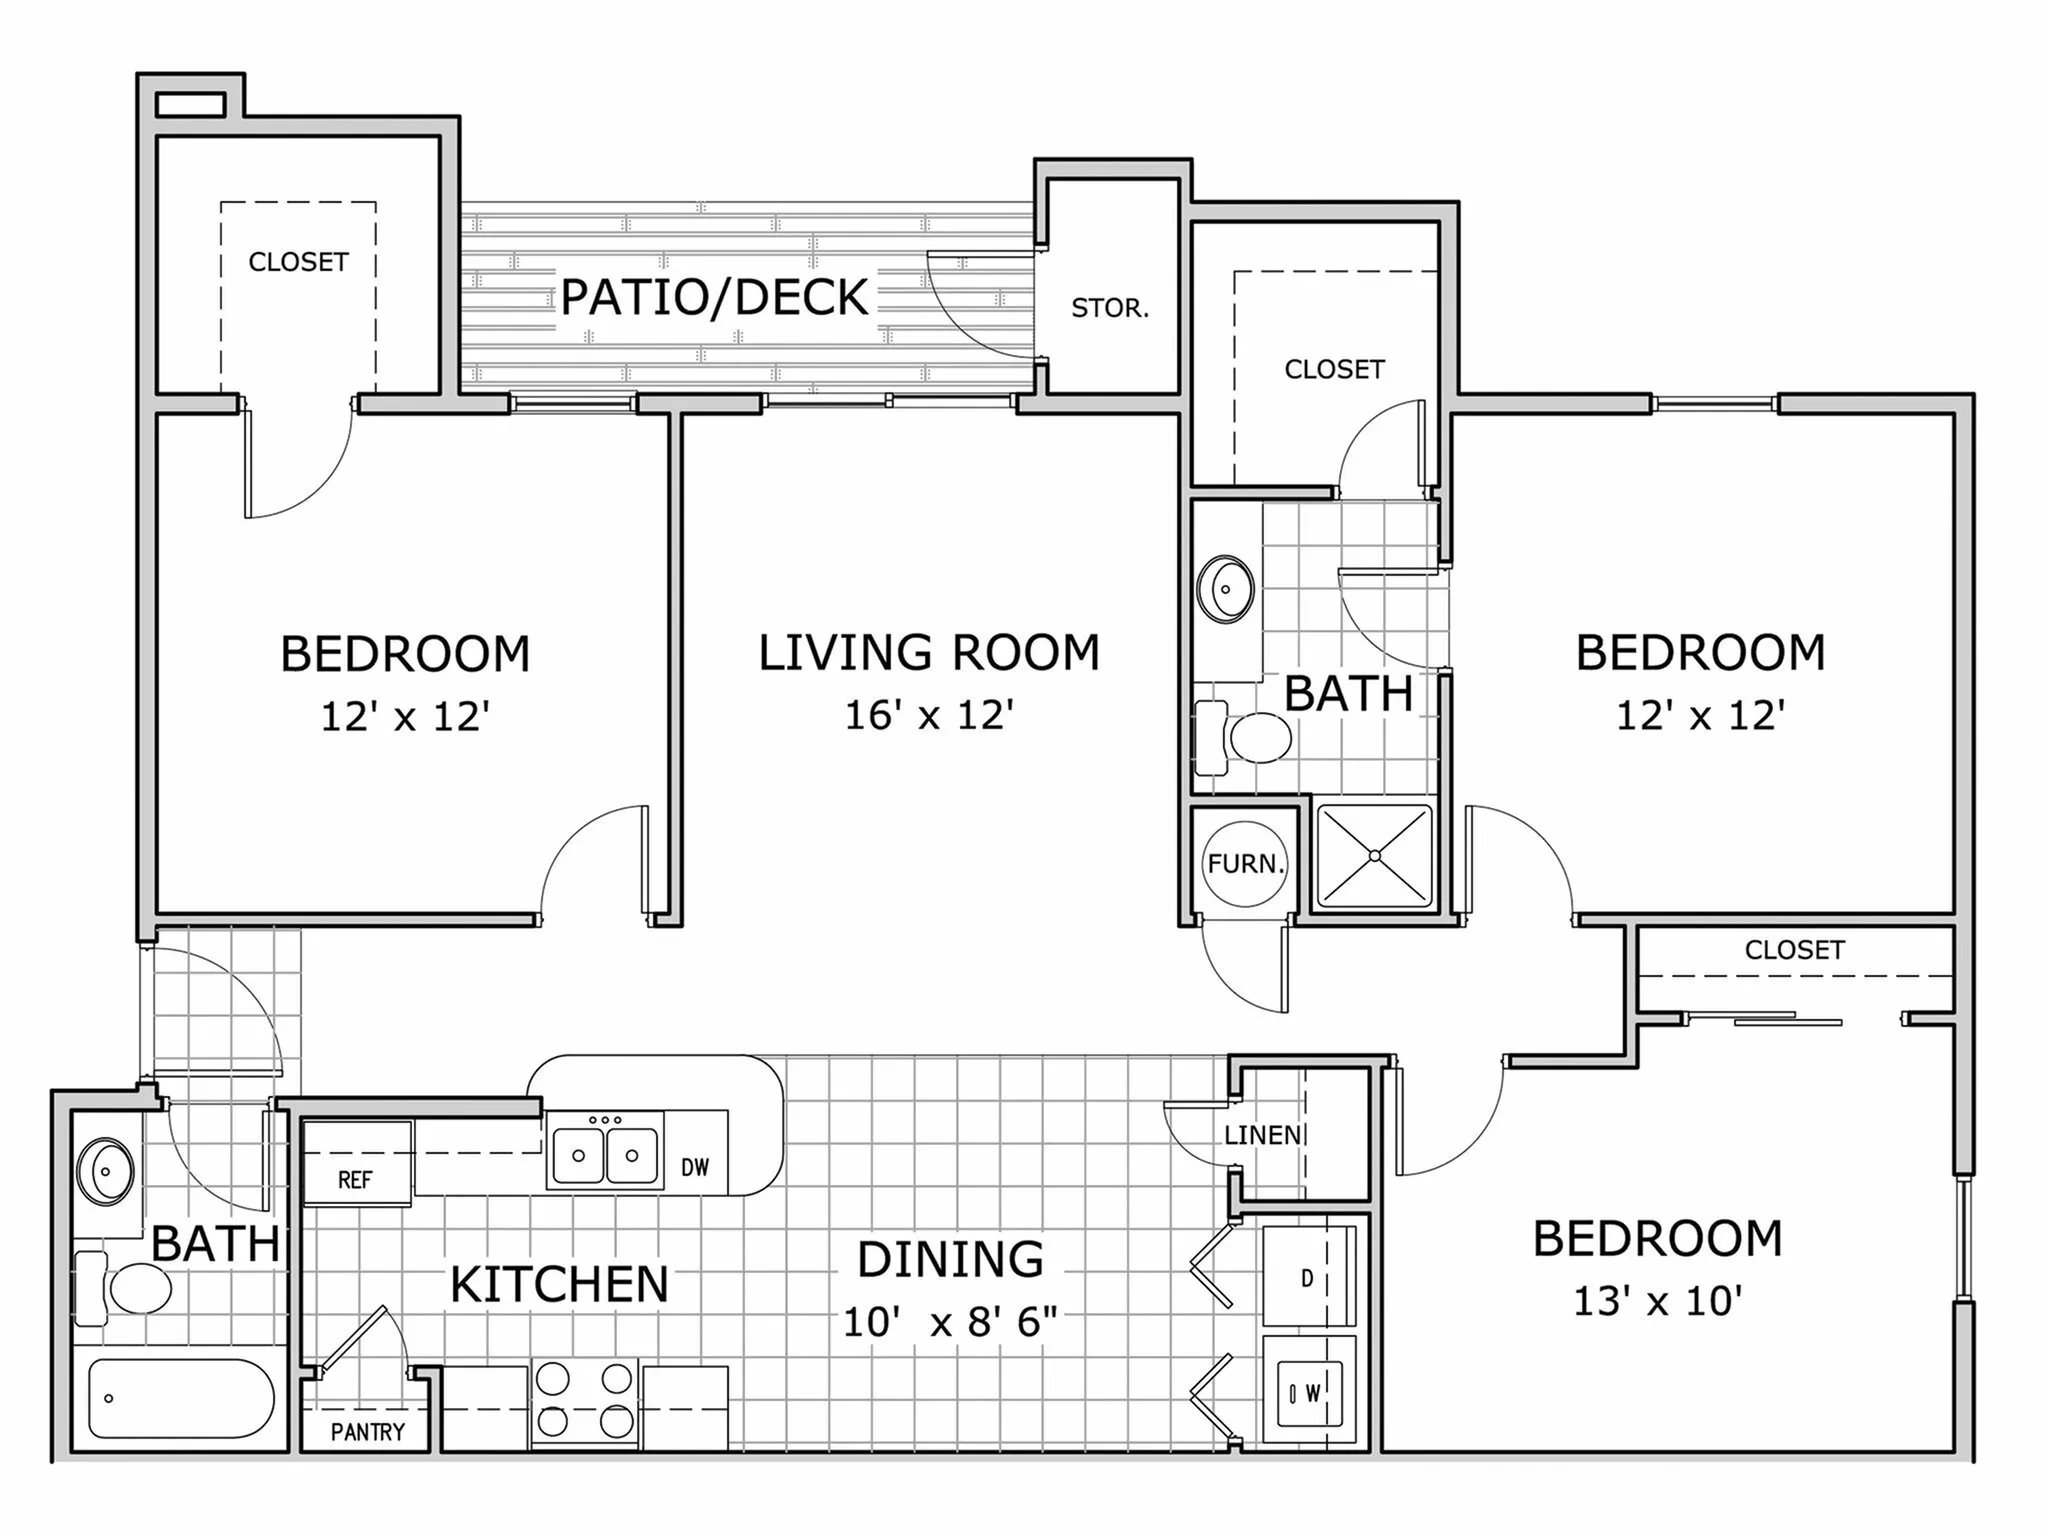 CLOSET
PATIO/DECK
STOR.
CLOSET
BEDROOM
12' x 12'
LIVING ROOM
16' x 12'
BATH
BEDROOM
12' x 12'
FURN.
CLOSET
REF
DW
LINEN
BATH
KITCHEN
DINING
10' x 8' 6"
D
BEDROOM
13' x 10'
W
PANTRY